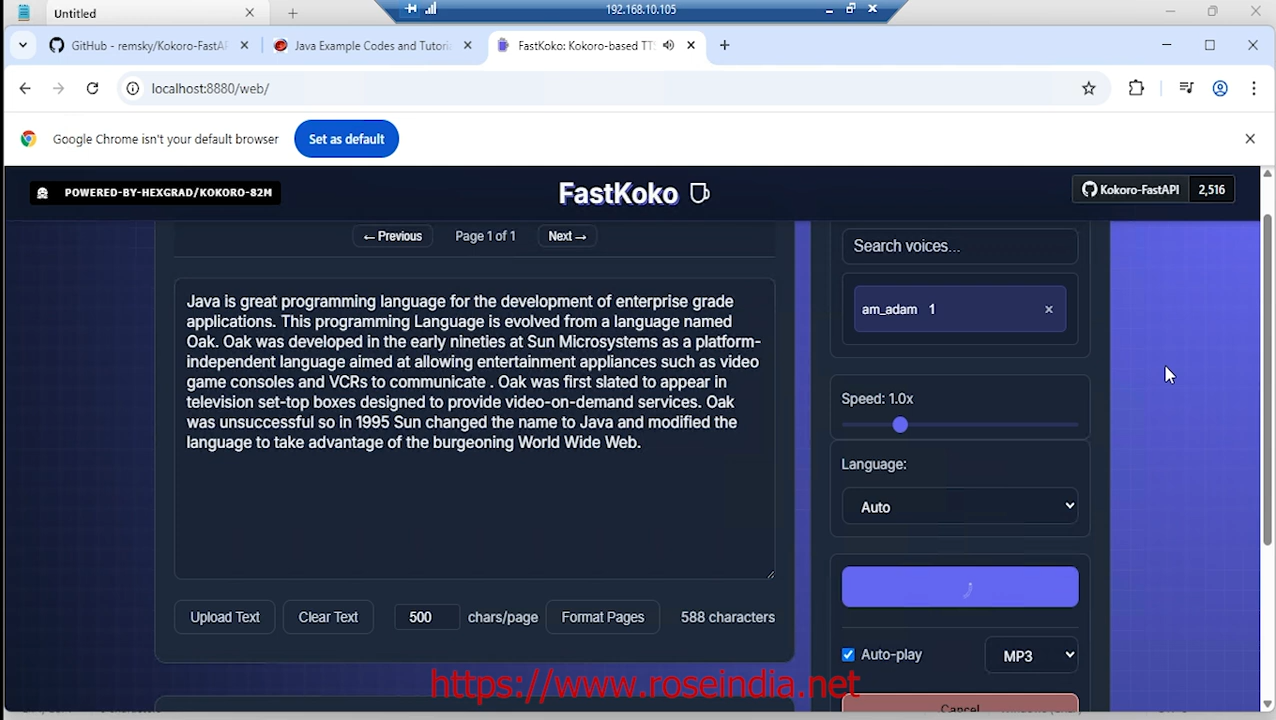 Untitled
192.168.10.105
GitHub - remsky/Kokoro-FastAF
Java Example Codes and Tutori
FastKoko: Kokoro-based TTS
localhost:8880/web/
Google Chrome isn't your default browser
Set as default
POWERED-BY-HEXGRAD/KOKORO-82M
FastKoko
Kokoro-FastAPI
2,516
← Previous
Page 1 of 1
Next →
Search voices...
am_adam 1
Java is great programming language for the development of enterprise grade
applications. This programming Language is evolved from a language named
Oak. Oak was developed in the early nineties at Sun Microsystems as a platform-
independent language aimed at allowing entertainment appliances such as video
game consoles and VCRs to communicate . Oak was first slated to appear in
television set-top boxes designed to provide video-on-demand services. Oak
was unsuccessful so in 1995 Sun changed the name to Java and modified the
language to take advantage of the burgeoning World Wide Web.
Speed: 1.0x
Language:
Auto
Upload Text
Clear Text
500
chars/page
Format Pages
588 characters
Auto-play
MP3
Cancel
https://www.roseindia.net